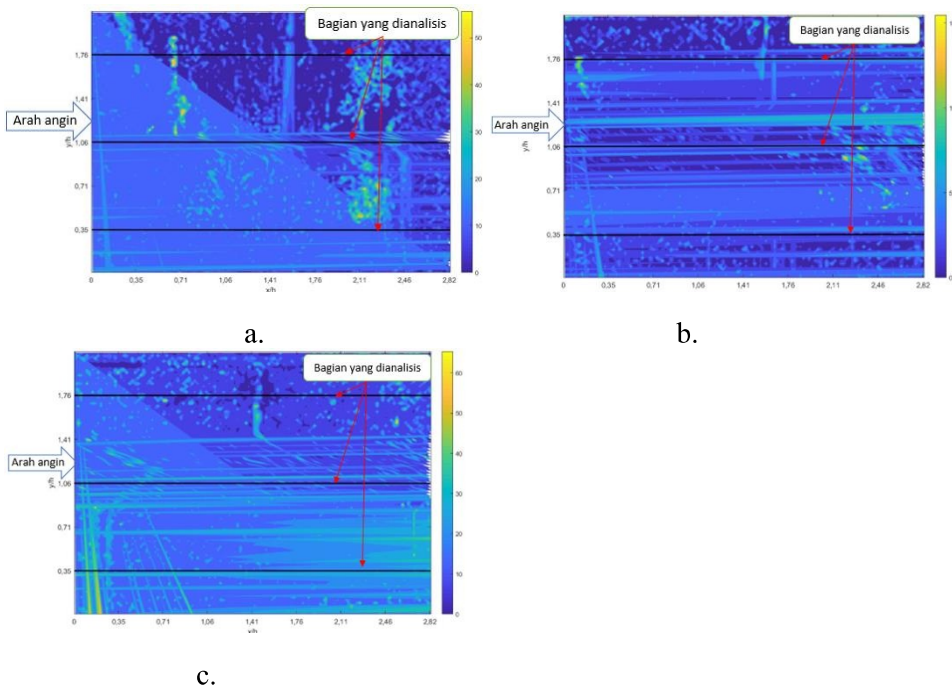 Bagian yang dianalisis
Arah angin
y/h
1,76
1,41
1,06
0,71
0,35
0 0,35 0,71 1,06 1,41 1,76 2,11 2,46 2,82
x/h
50
40
30
20
10
0
a.
Bagian yang dianalisis
Arah angin
y/h
1,76
1,41
1,06
0,71
0,35
0 0,35 0,71 1,06 1,41 1,76 2,11 2,46 2,82
x/h
b.
Bagian yang dianalisis
Arah angin
y/h
1,76
1,41
1,06
0,71
0,35
0 0,35 0,71 1,06 1,41 1,76 2,11 2,46 2,82
x/h
60
50
40
30
20
10
0
c.